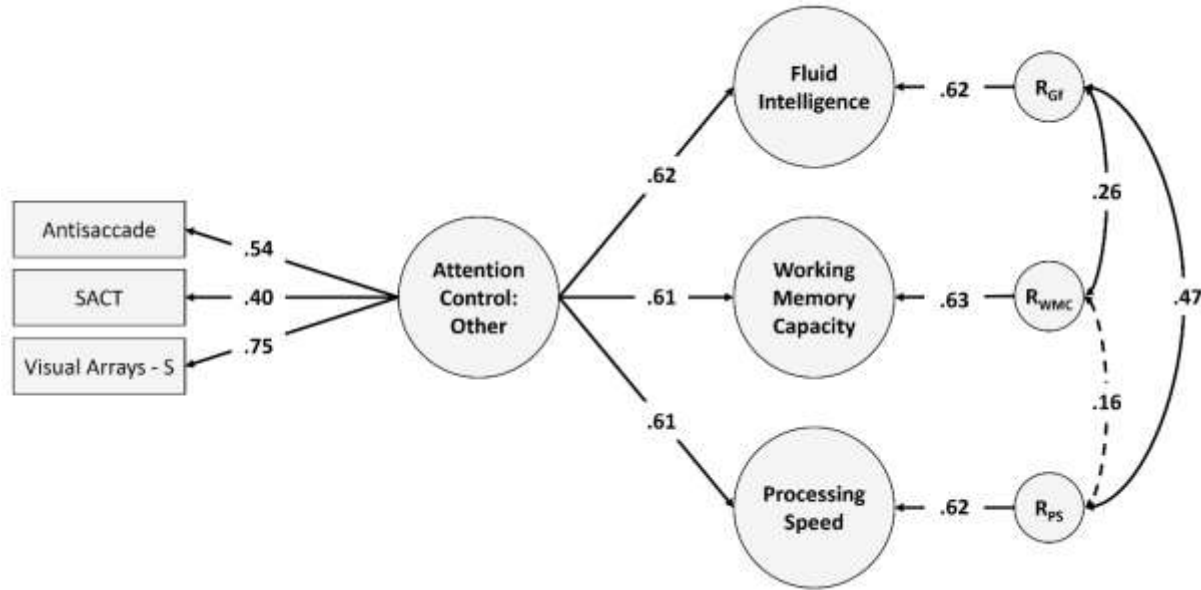 Antisaccade
SACT
Visual Arrays - S
.54
.40
.75
Attention
Control:
Other
.62
.61
.61
Fluid
Intelligence
Working
Memory
Capacity
Processing
Speed
.62
.63
.62
RGf
RWMC
RPS
.26
.16
.47